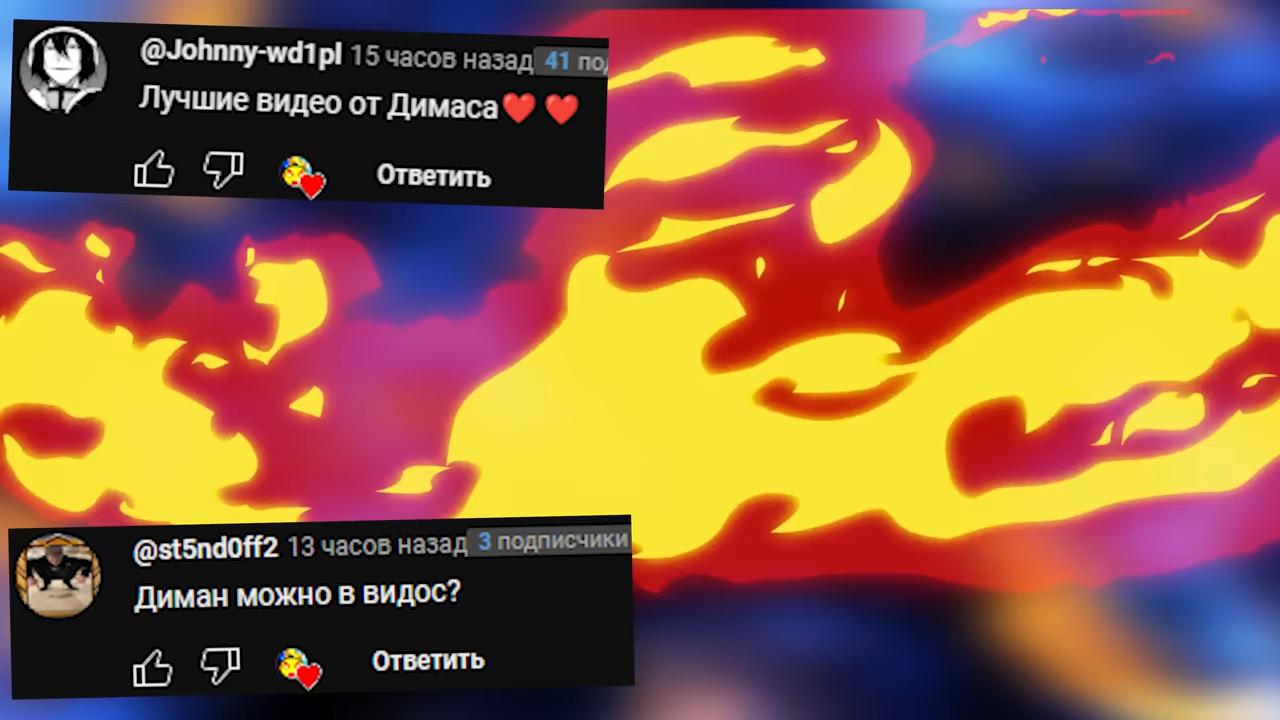 @Johnny-wd1pl 15 часов назад 41
Лучшие видео от Димаса❤️ ❤️
Ответить
@st5nd0ff2 13 часов назад 3 подписчики
Диман можно в видос?
Ответить